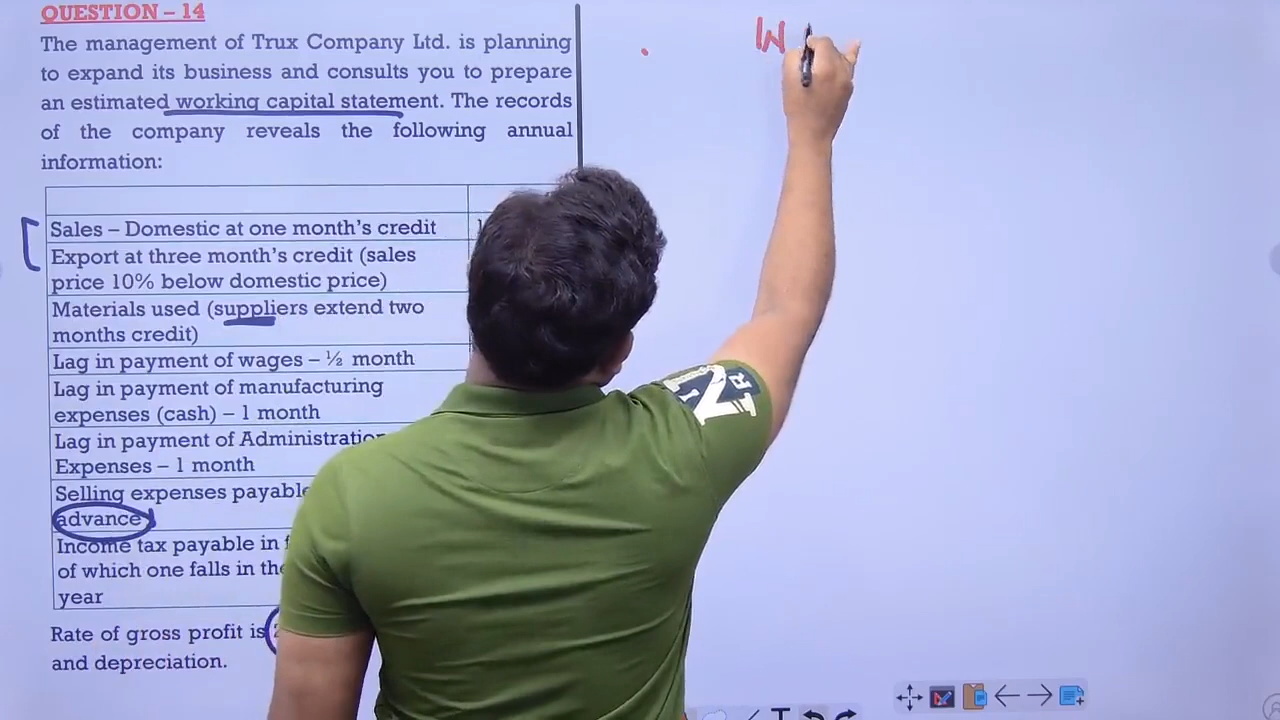 QUESTION – 14
The management of Trux Company Ltd. is planning
to expand its business and consults you to prepare
an estimated working capital statement. The records
of the company reveals the following annual
information:
Sales – Domestic at one month's credit
Export at three month's credit (sales
price 10% below domestic price)
Materials used (suppliers extend two
months credit)
Lag in payment of wages – ½ month
Lag in payment of manufacturing
expenses (cash) – 1 month
Lag in payment of Administration
Expenses – 1 month
Selling expenses payable
advance
Income tax payable in
of which one falls in the
year
Rate of gross profit is
and depreciation.
W
N
R
T